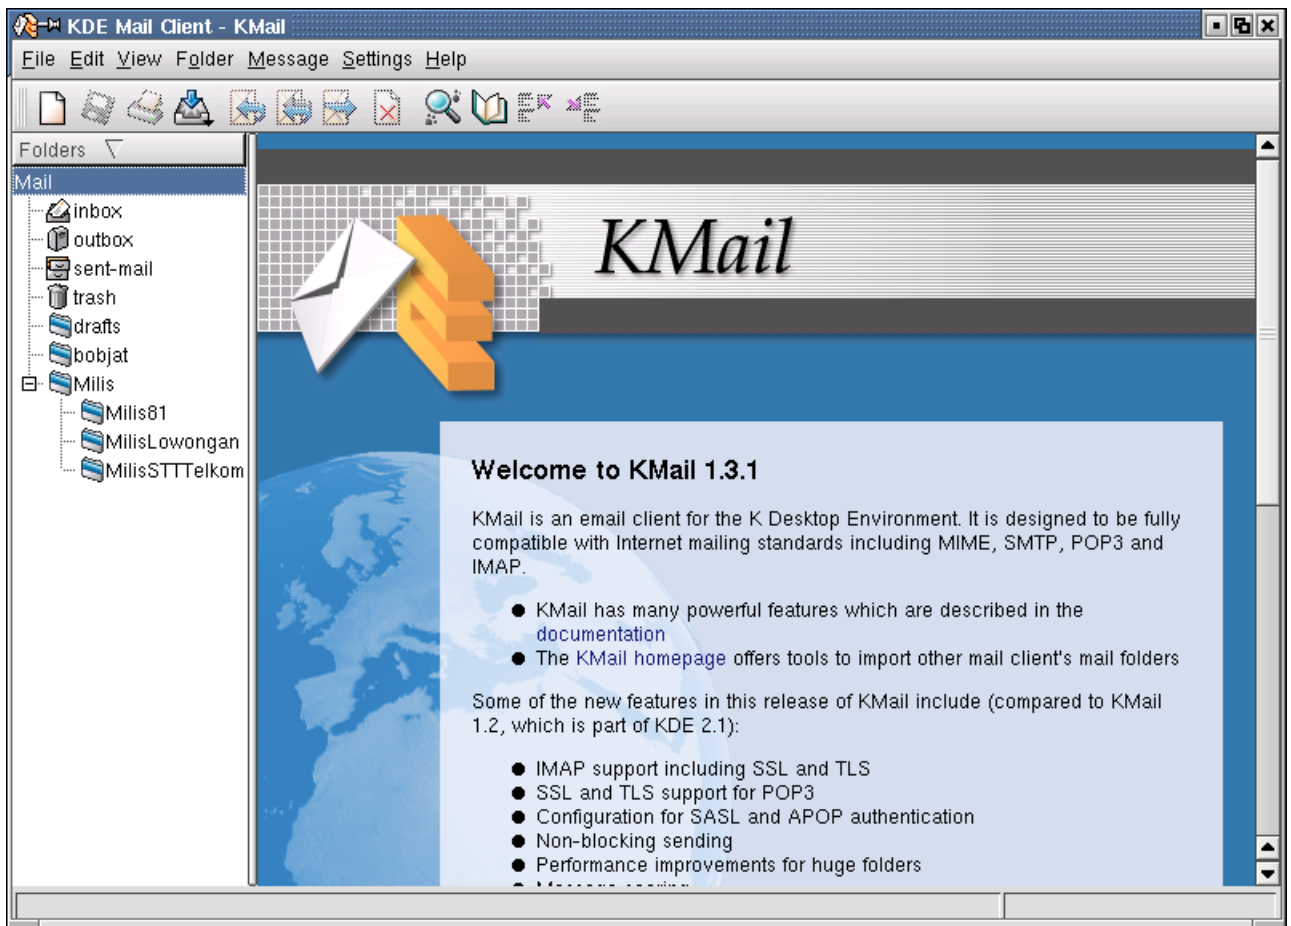 KDE Mail Client - KMail
File Edit View Folder Message Settings Help
Folders
Mail
inbox
outbox
sent-mail
trash
drafts
bobjat
Milis
Milis81
MilisLowongan
MilisSTTTelkom
KMail
Welcome to KMail 1.3.1
KMail is an email client for the K Desktop Environment. It is designed to be fully
compatible with Internet mailing standards including MIME, SMTP, POP3 and
IMAP.
● KMail has many powerful features which are described in the
documentation
● The KMail homepage offers tools to import other mail client's mail folders
Some of the new features in this release of KMail include (compared to KMail
1.2, which is part of KDE 2.1):
● IMAP support including SSL and TLS
● SSL and TLS support for POP3
● Configuration for SASL and APOP authentication
● Non-blocking sending
● Performance improvements for huge folders